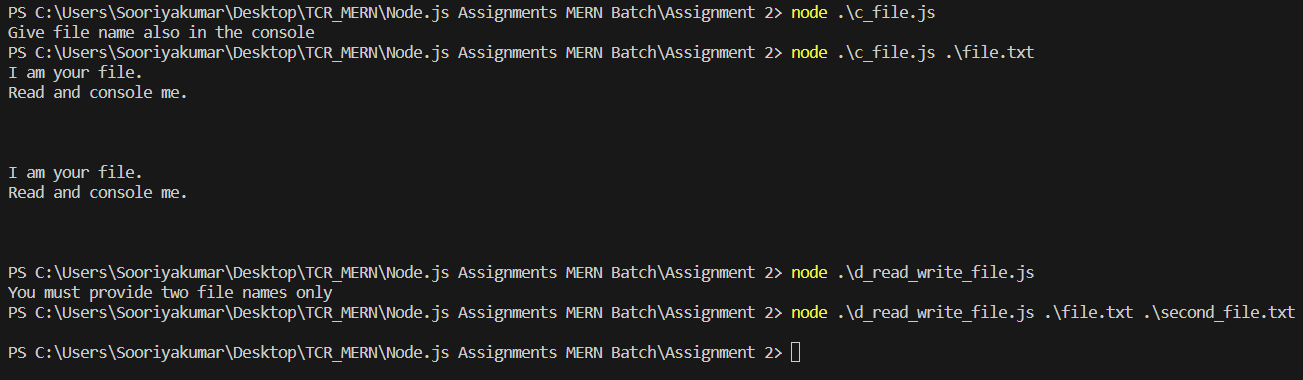 PS C:\Users\Sooriyakumar\Desktop\TCR_MERN\Node.js Assignments MERN Batch\Assignment 2> node .\c_file.js
Give file name also in the console
PS C:\Users\Sooriyakumar\Desktop\TCR_MERN\Node.js Assignments MERN Batch\Assignment 2> node .\c_file.js .\file.txt
I am your file.
Read and console me.
I am your file.
Read and console me.
PS C:\Users\Sooriyakumar\Desktop\TCR_MERN\Node.js Assignments MERN Batch\Assignment 2> node .\d_read_write_file.js
You must provide two file names only
PS C:\Users\Sooriyakumar\Desktop\TCR_MERN\Node.js Assignments MERN Batch\Assignment 2> node .\d_read_write_file.js .\file.txt .\second_file.txt
PS C:\Users\Sooriyakumar\Desktop\TCR_MERN\Node.js Assignments MERN Batch\Assignment 2>